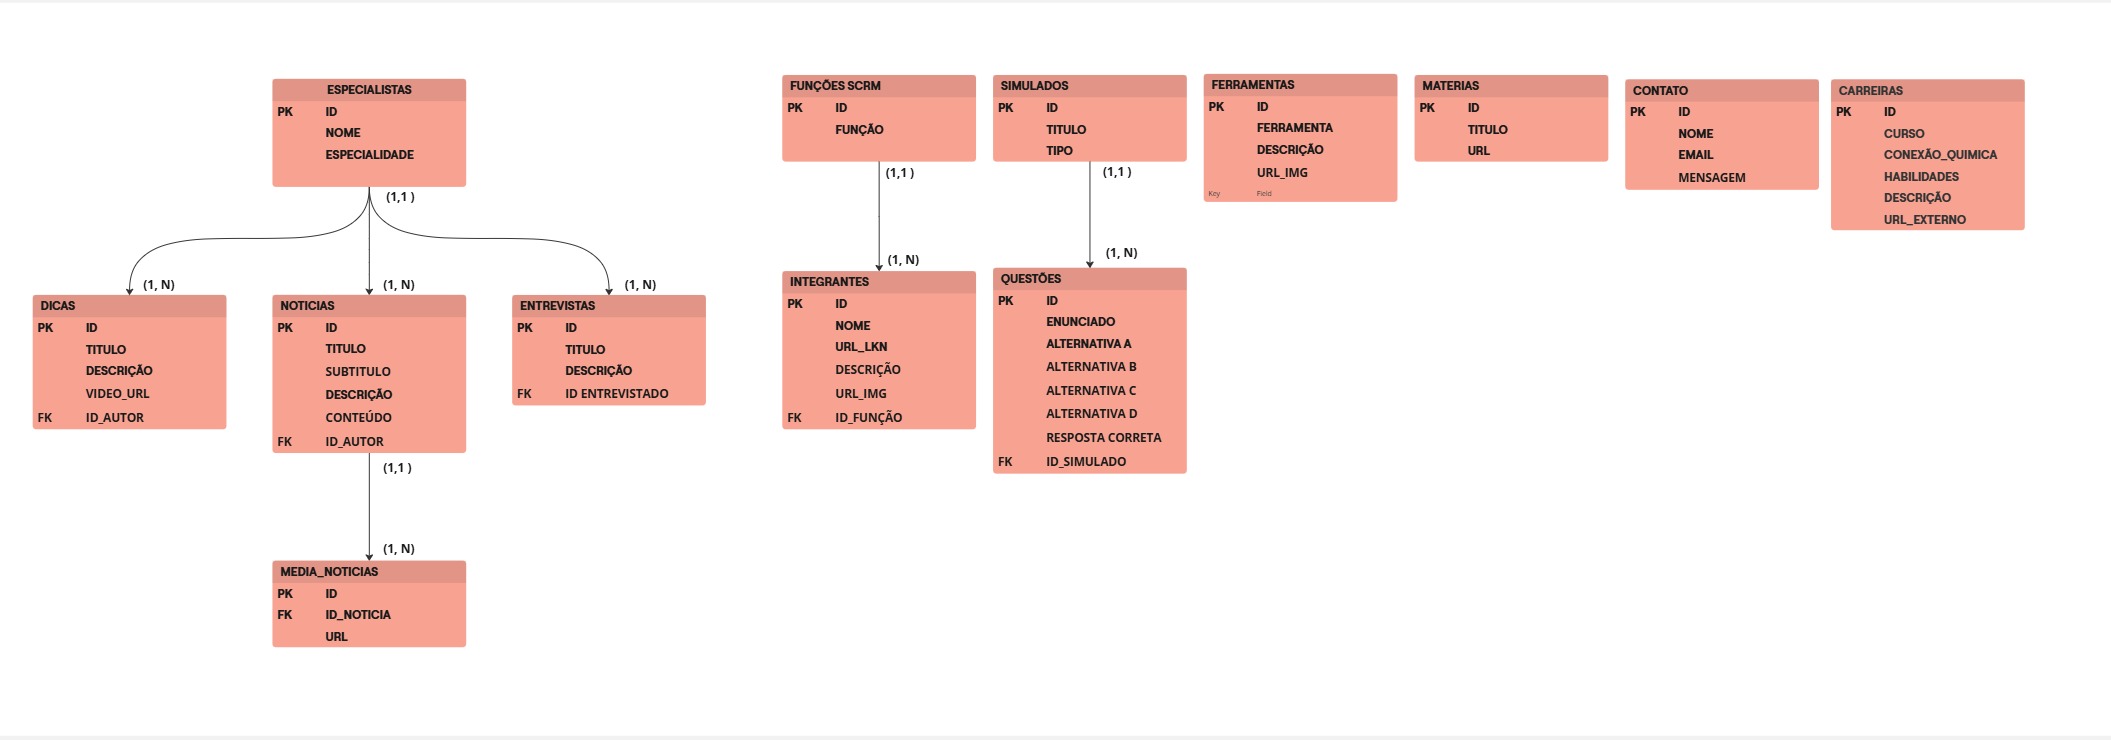 ESPECIALISTAS
PK ID
NOME
ESPECIALIDADE
(1,1 )
(1, N)
(1, N)
(1, N)
DICAS
PK ID
TITULO
DESCRIÇÃO
VIDEO_URL
FK ID_AUTOR
NOTICIAS
PK ID
TITULO
SUBTITULO
DESCRIÇÃO
CONTEÚDO
FK ID_AUTOR
ENTREVISTAS
PK ID
TITULO
DESCRIÇÃO
FK ID ENTREVISTADO
(1,1 )
(1, N)
MEDIA_NOTICIAS
PK ID
FK ID_NOTICIA
URL
FUNÇÕES SCRM
PK ID
FUNÇÃO
(1,1 )
(1, N)
INTEGRANTES
PK ID
NOME
URL_LKN
DESCRIÇÃO
URL_IMG
FK ID_FUNÇÃO
SIMULADOS
PK ID
TITULO
TIPO
(1,1 )
(1, N)
QUESTÕES
PK ID
ENUNCIADO
ALTERNATIVA A
ALTERNATIVA B
ALTERNATIVA C
ALTERNATIVA D
RESPOSTA CORRETA
FK ID_SIMULADO
FERRAMENTAS
PK ID
FERRAMENTA
DESCRIÇÃO
URL_IMG
Key Field
MATERIAS
PK ID
TITULO
URL
CONTATO
PK ID
NOME
EMAIL
MENSAGEM
CARREIRAS
PK ID
CURSO
CONEXÃO_QUIMICA
HABILIDADES
DESCRIÇÃO
URL_EXTERNO